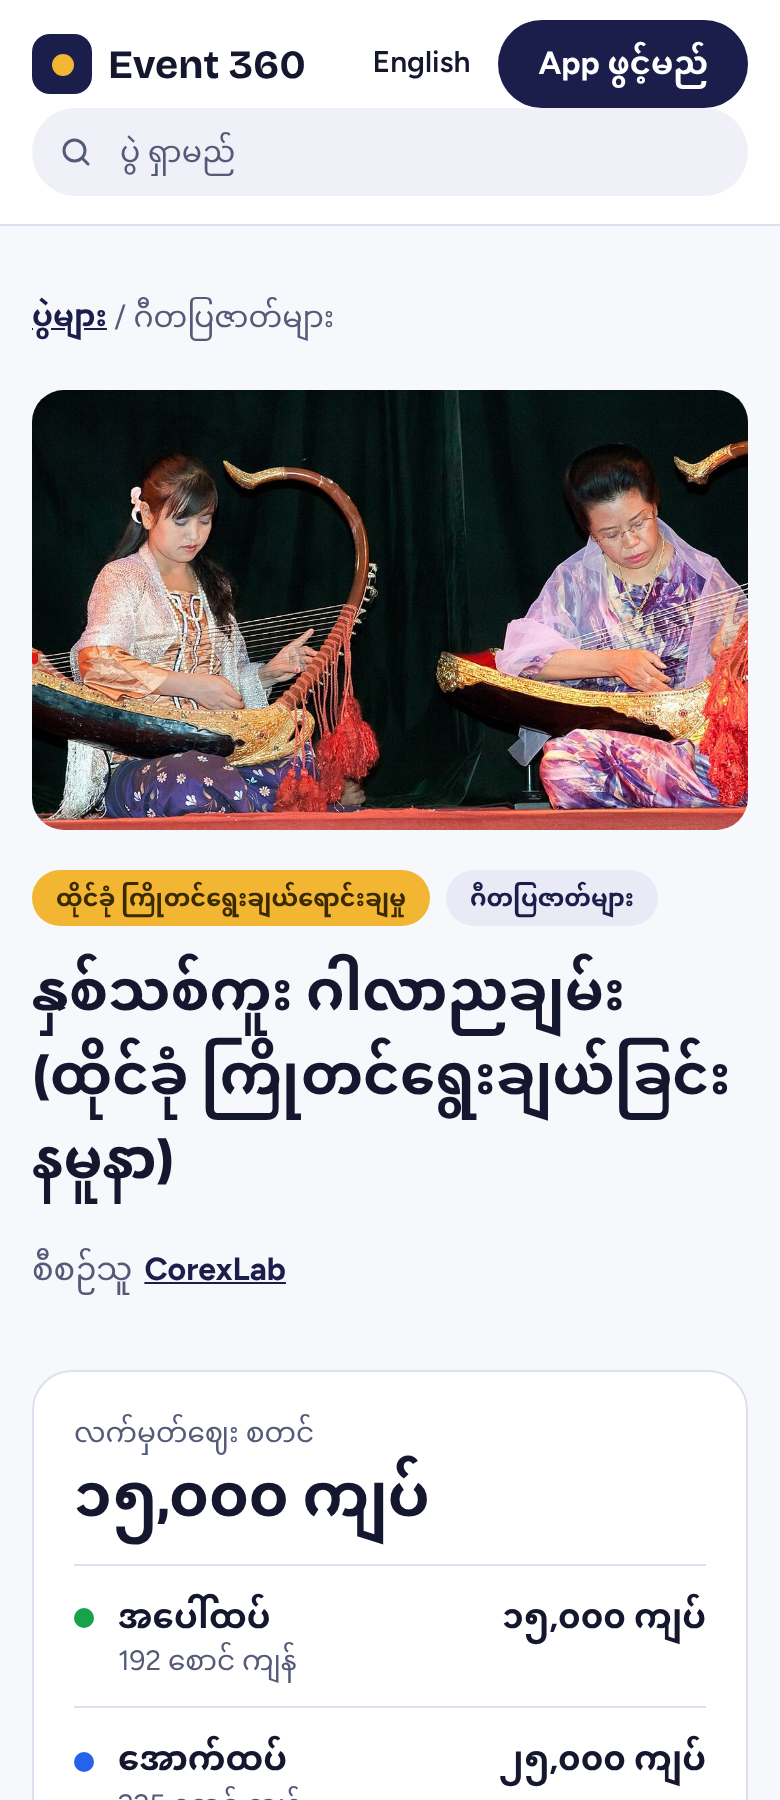 Event 360
English
App ဖွင့်မည်
ပွဲ ရှာမည်
ပွဲများ / ဂီတပြဇာတ်များ
ထိုင်ခုံ ကြိုတင်ရွေးချယ်ရောင်းချမှု
ဂီတပြဇာတ်များ
နှစ်သစ်ကူး ဂါလာညချမ်း
(ထိုင်ခုံ ကြိုတင်ရွေးချယ်ခြင်း
နမူနာ)
စီစဉ်သူ CorexLab
လက်မှတ်ဈေး စတင်
၁၅,၀၀၀ ကျပ်
အပေါ်ထပ်
၁၅,၀၀၀ ကျပ်
192 စောင် ကျန်
အောက်ထပ်
၂၅,၀၀၀ ကျပ်